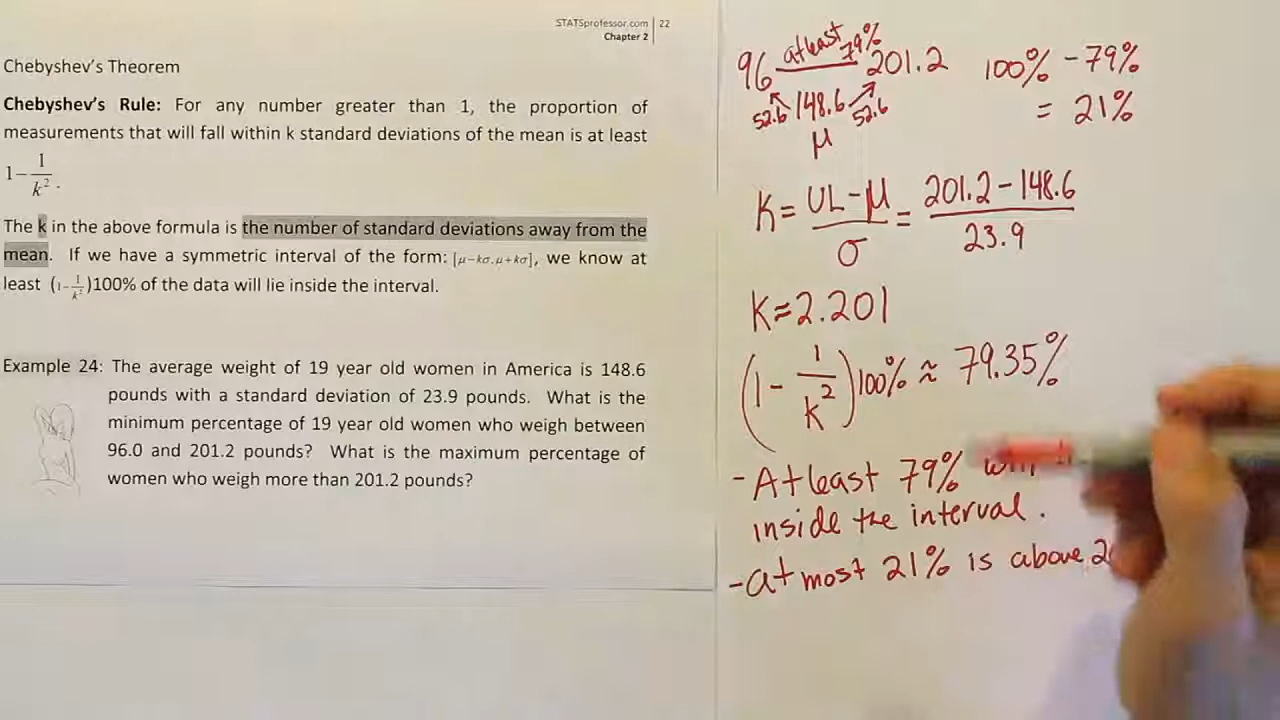 STATSprofessor.com | 22
Chapter 2
Chebyshev's Theorem
Chebyshev's Rule: For any number greater than 1, the proportion of
measurements that will fall within k standard deviations of the mean is at least
1 - 1/k².
The k in the above formula is the number of standard deviations away from the
mean. If we have a symmetric interval of the form: [μ-kσ.μ+kσ], we know at
least (1-1/k²)100% of the data will lie inside the interval.
Example 24: The average weight of 19 year old women in America is 148.6
pounds with a standard deviation of 23.9 pounds. What is the
minimum percentage of 19 year old women who weigh between
96.0 and 201.2 pounds? What is the maximum percentage of
women who weigh more than 201.2 pounds?
at least 79%
96 201.2
52.6 148.6 52.6
μ
100% - 79%
= 21%
K = UL-μ / σ = 201.2-148.6 / 23.9
K≈2.201
(1 - 1/k²)100% ≈ 79.35%
- At least 79%
inside the interval.
- at most 21% is above